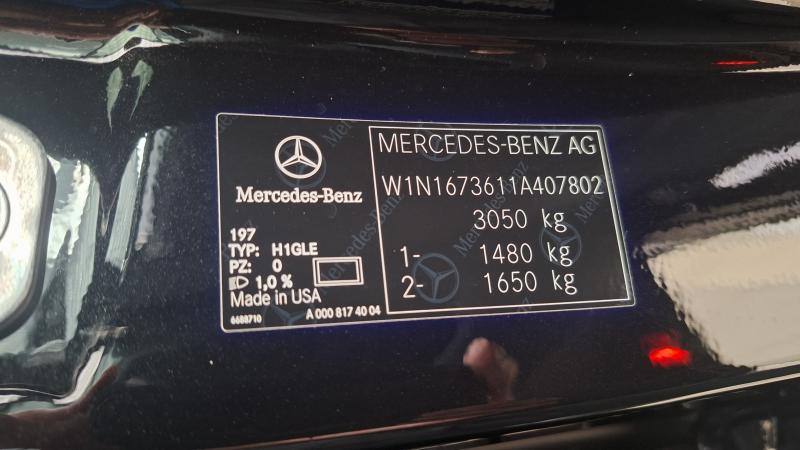 Mercedes-Benz
197
TYP: H1GLE
PZ: 0
1,0 %
Made in USA
6688710
A 000 817 40 04
MERCEDES-BENZ AG
W1N1673611A407802
3050 kg
1- 1480 kg
2- 1650 kg